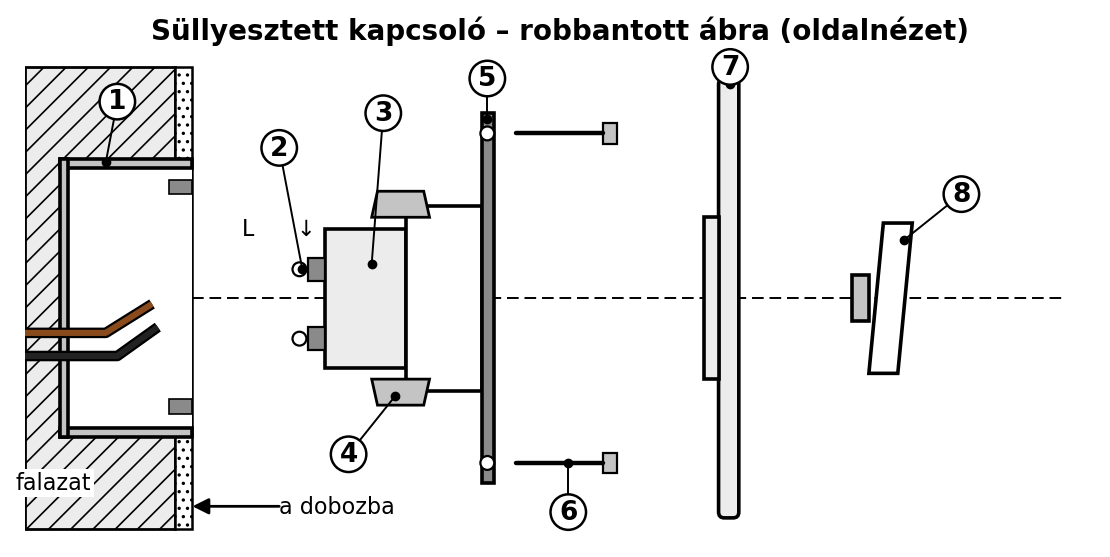 Süllyesztett kapcsoló – robbantott ábra (oldalnézet)
7
5
1
3
2
8
L ↓
4
falazat
a dobozba
6